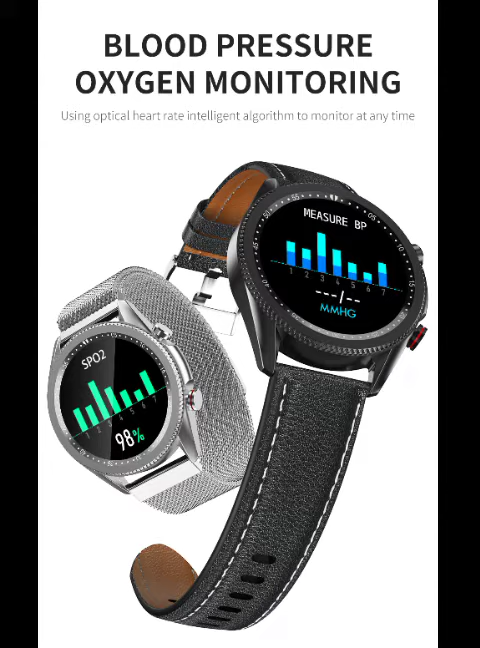 BLOOD PRESSURE
OXYGEN MONITORING
Using optical heart rate intelligent algorithm to monitor at any time
MEASURE BP
1 2 3 4 5 6 7
---/--
MMHG
SPO2
1 2 3 4 5 6 7
98%